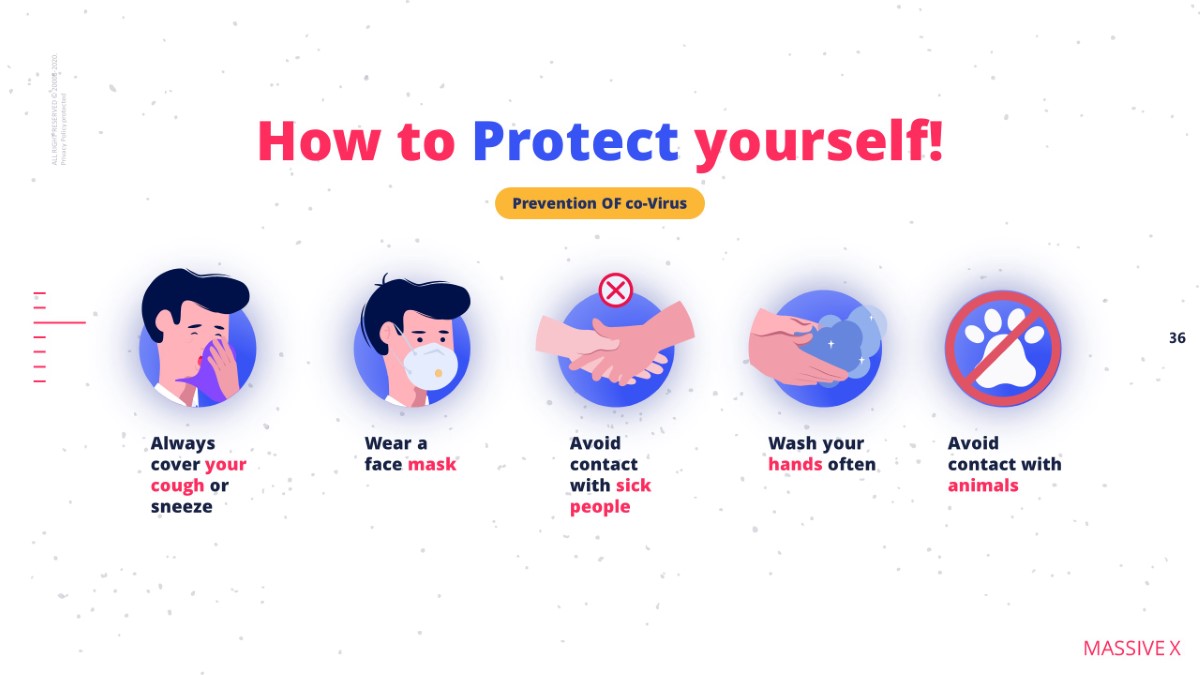 ALL RIGHT RESERVED ©
Privacy Policy protected
How to Protect yourself!
Prevention OF co-Virus
36
Always
cover your
cough or
sneeze
Wear a
face mask
Avoid
contact
with sick
people
Wash your
hands often
Avoid
contact with
animals
MASSIVE X